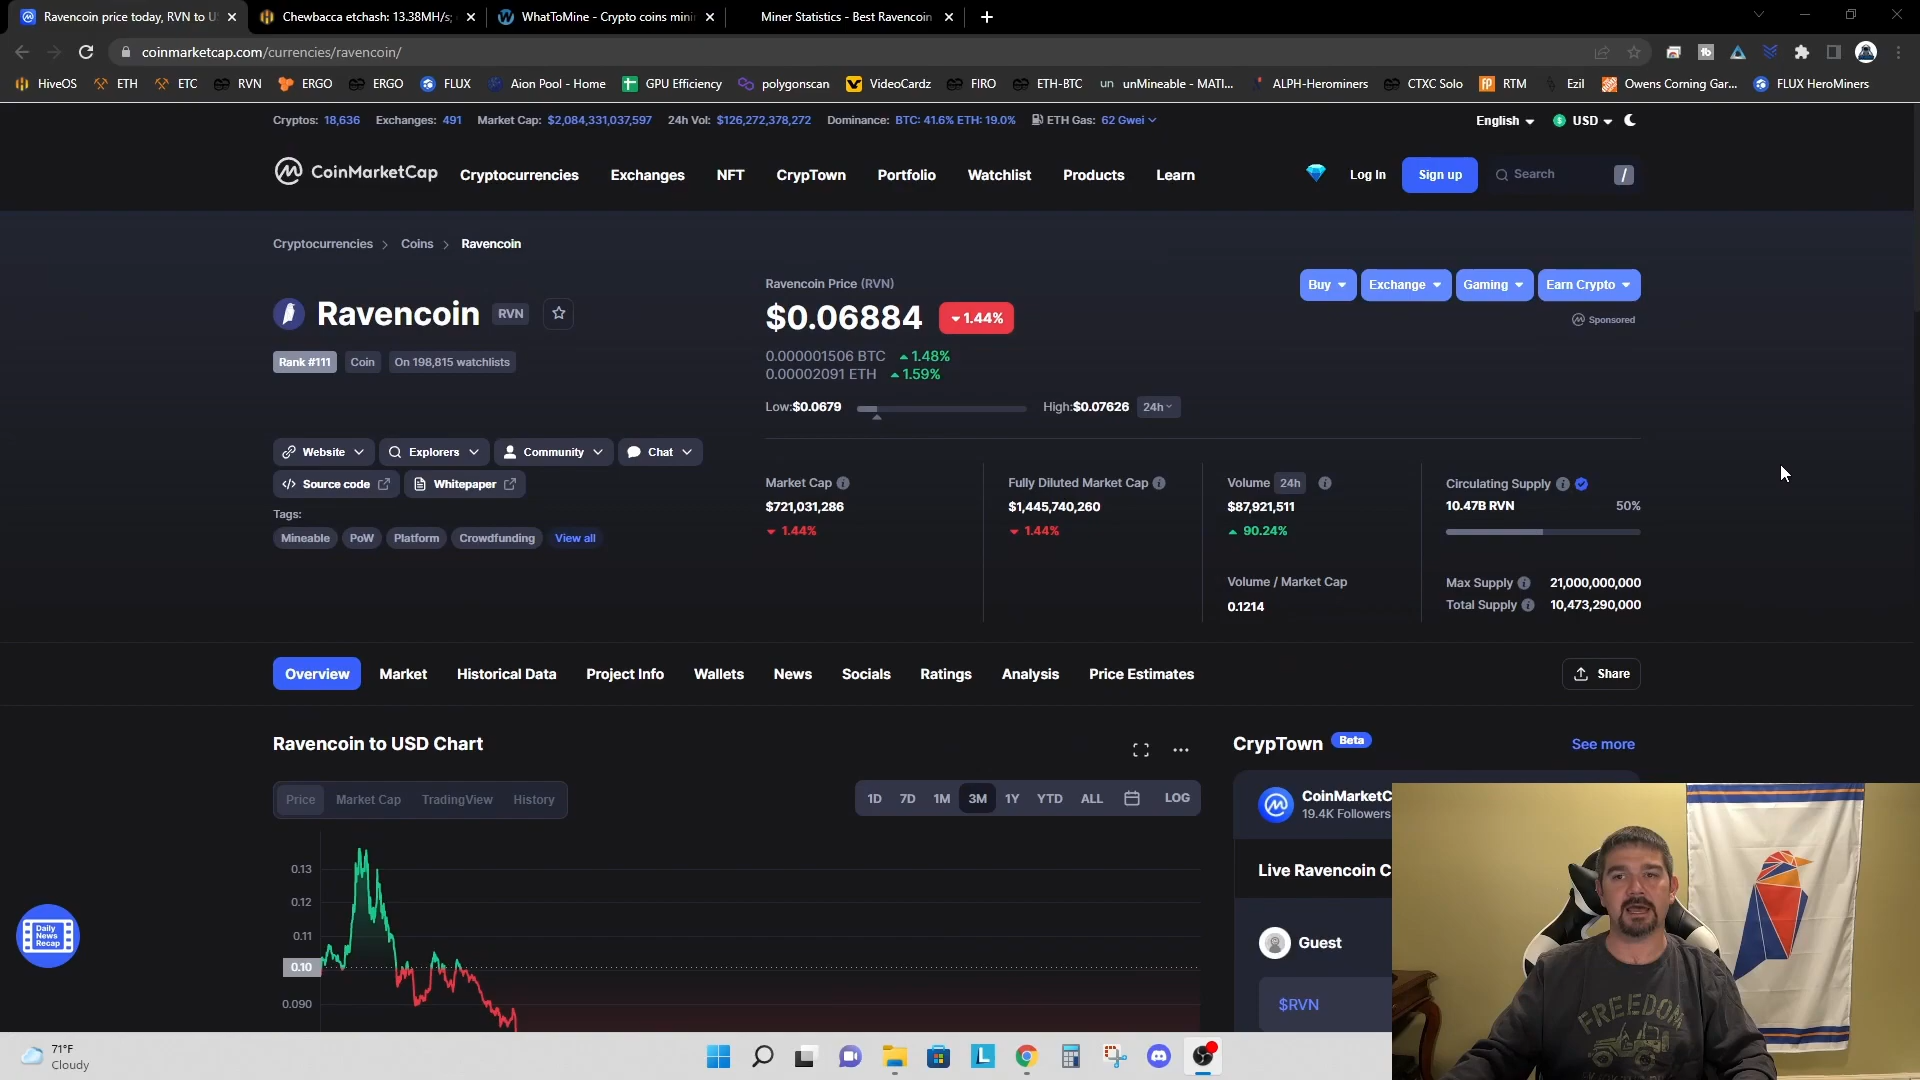 Ravencoin price today, RVN to U
Chewbacca etchash: 13.38MH/s;
WhatToMine - Crypto coins mini
Miner Statistics - Best Ravencoin
coinmarketcap.com/currencies/ravencoin/
HiveOS ETH ETC RVN ERGO ERGO FLUX Aion Pool - Home GPU Efficiency polygonscan VideoCardz FIRO ETH-BTC un unMineable - MATI... ALPH-Herominers CTXC Solo RTM Ezil Owens Corning Gar... FLUX HeroMiners
Cryptos: 18,636 Exchanges: 491 Market Cap: $2,084,331,037,597 24h Vol: $126,272,378,272 Dominance: BTC: 41.6% ETH: 19.0% ETH Gas: 62 Gwei
English USD
CoinMarketCap Cryptocurrencies Exchanges NFT CrypTown Portfolio Watchlist Products Learn
Log In Sign up Search /
Cryptocurrencies > Coins > Ravencoin
Ravencoin RVN
Rank #111 Coin On 198,815 watchlists
Website Explorers Community Chat
Source code Whitepaper
Tags:
Mineable PoW Platform Crowdfunding View all
Ravencoin Price (RVN)
$0.06884 1.44%
0.000001506 BTC 1.48%
0.00002091 ETH 1.59%
Low:$0.0679 High:$0.07626 24h
Buy Exchange Gaming Earn Crypto
Sponsored
Market Cap
$721,031,286
1.44%
Fully Diluted Market Cap
$1,445,740,260
1.44%
Volume 24h
$87,921,511
90.24%
Volume / Market Cap
0.1214
Circulating Supply
10.47B RVN 50%
Max Supply 21,000,000,000
Total Supply 10,473,290,000
Overview Market Historical Data Project Info Wallets News Socials Ratings Analysis Price Estimates
Share
Ravencoin to USD Chart
Price Market Cap TradingView History
1D 7D 1M 3M 1Y YTD ALL LOG
0.13
0.12
0.11
0.10
0.090
CrypTown Beta See more
CoinMarketC
19.4K Followers
Live Ravencoin C
Guest
$RVN
Daily
News
Recap
FREEDOM
71°F
Cloudy